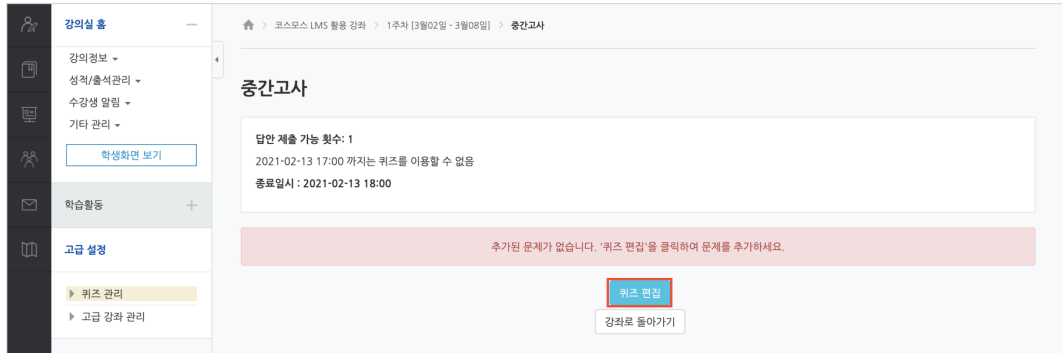 강의실 홈
강의정보
성적/출석관리
수강생 알림
기타 관리
학생화면 보기
학습활동
고급 설정
퀴즈 관리
고급 강좌 관리
코스모스 LMS 활용 강좌 > 1주차 [3월02일 - 3월08일] > 중간고사
중간고사
답안 제출 가능 횟수: 1
2021-02-13 17:00 까지는 퀴즈를 이용할 수 없음
종료일시 : 2021-02-13 18:00
추가된 문제가 없습니다. '퀴즈 편집'을 클릭하여 문제를 추가하세요.
퀴즈 편집
강좌로 돌아가기